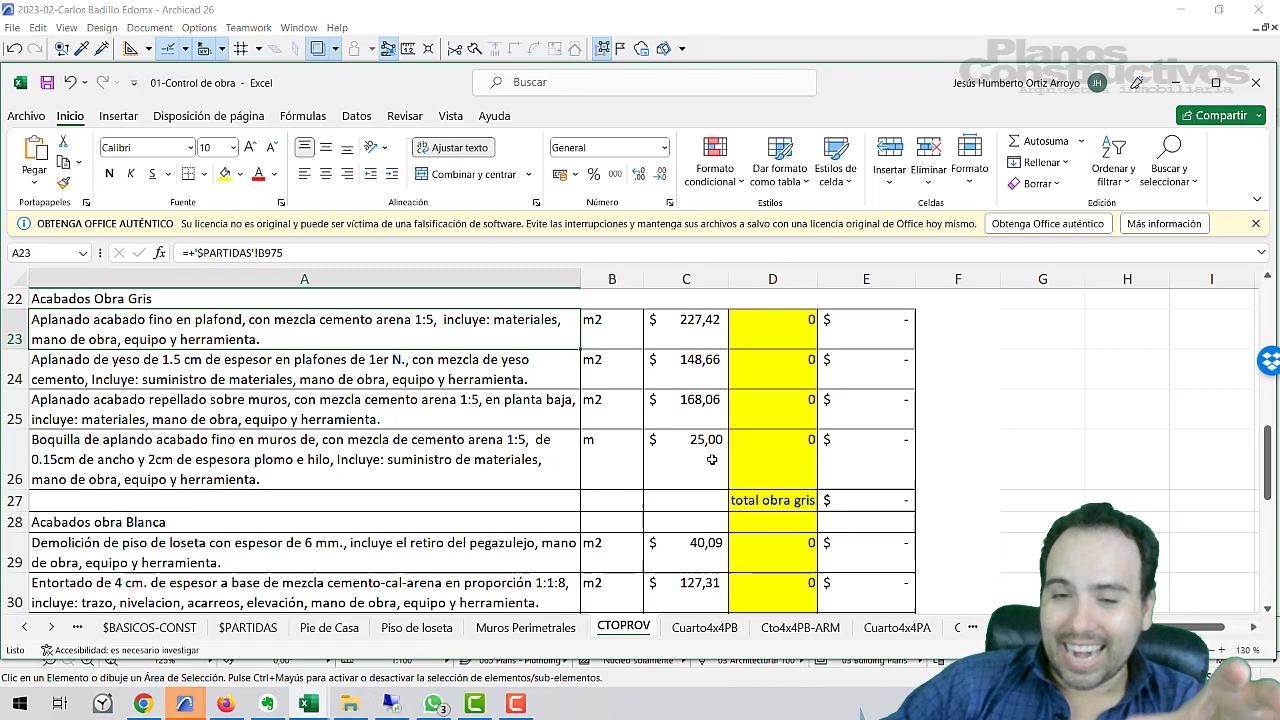 2023-02-Carlos Badillo Edomx - Archicad 26
File Edit View Design Document Options Teamwork Window Help
Planos
Constructivos
Arquitectura inmobiliaria
01-Control de obra - Excel
Buscar
Jesús Humberto Ortiz Arroyo JH
Archivo Inicio Insertar Disposición de página Fórmulas Datos Revisar Vista Ayuda
Compartir
Pegar
Calibri 10
N K S
Ajustar texto
Combinar y centrar
General
% 000
Formato condicional
Dar formato como tabla
Estilos de celda
Insertar Eliminar Formato
Autosuma
Rellenar
Borrar
Ordenar y filtrar
Buscar y seleccionar
Portapapeles Fuente Alineación Número Estilos Celdas Edición
OBTENGA OFFICE AUTÉNTICO Su licencia no es original y puede ser víctima de una falsificación de software. Evite las interrupciones y mantenga sus archivos a salvo con una licencia original de Office hoy mismo. Obtenga Office auténtico Más información
A23 fx =+'$PARTIDAS'!B975
A B C D E F G H I
22 Acabados Obra Gris
Aplanado acabado fino en plafond, con mezcla cemento arena 1:5, incluye: materiales, m2 $ 227,42 0 $ -
23 mano de obra, equipo y herramienta.
Aplanado de yeso de 1.5 cm de espesor en plafones de 1er N., con mezcla de yeso m2 $ 148,66 0 $ -
24 cemento, Incluye: suministro de materiales, mano de obra, equipo y herramienta.
Aplanado acabado repellado sobre muros, con mezcla cemento arena 1:5, en planta baja, m2 $ 168,06 0 $ -
25 incluye: materiales, mano de obra, equipo y herramienta.
Boquilla de aplando acabado fino en muros de, con mezcla de cemento arena 1:5, de m $ 25,00 0 $ -
0.15cm de ancho y 2cm de espesora plomo e hilo, Incluye: suministro de materiales,
26 mano de obra, equipo y herramienta.
27 total obra gris $ -
28 Acabados obra Blanca
Demolición de piso de loseta con espesor de 6 mm., incluye el retiro del pegazulejo, mano m2 $ 40,09 0 $ -
29 de obra, equipo y herramienta.
Entortado de 4 cm. de espesor a base de mezcla cemento-cal-arena en proporción 1:1:8, m2 $ 127,31 0 $ -
30 incluye: trazo, nivelacion, acarreos, elevación, mano de obra, equipo y herramienta.
... $BASICOS-CONST $PARTIDAS Pie de Casa Piso de loseta Muros Perimetrales CTOPROV Cuarto4x4PB Cto4x4PB-ARM Cuarto4x4PA C ...
Listo Accesibilidad: es necesario investigar 130 %
Clic en un Elemento o dibuje un Área de Selección. Pulse Ctrl+Mayús para activar o desactivar la selección de elementos/sub-elementos.
3